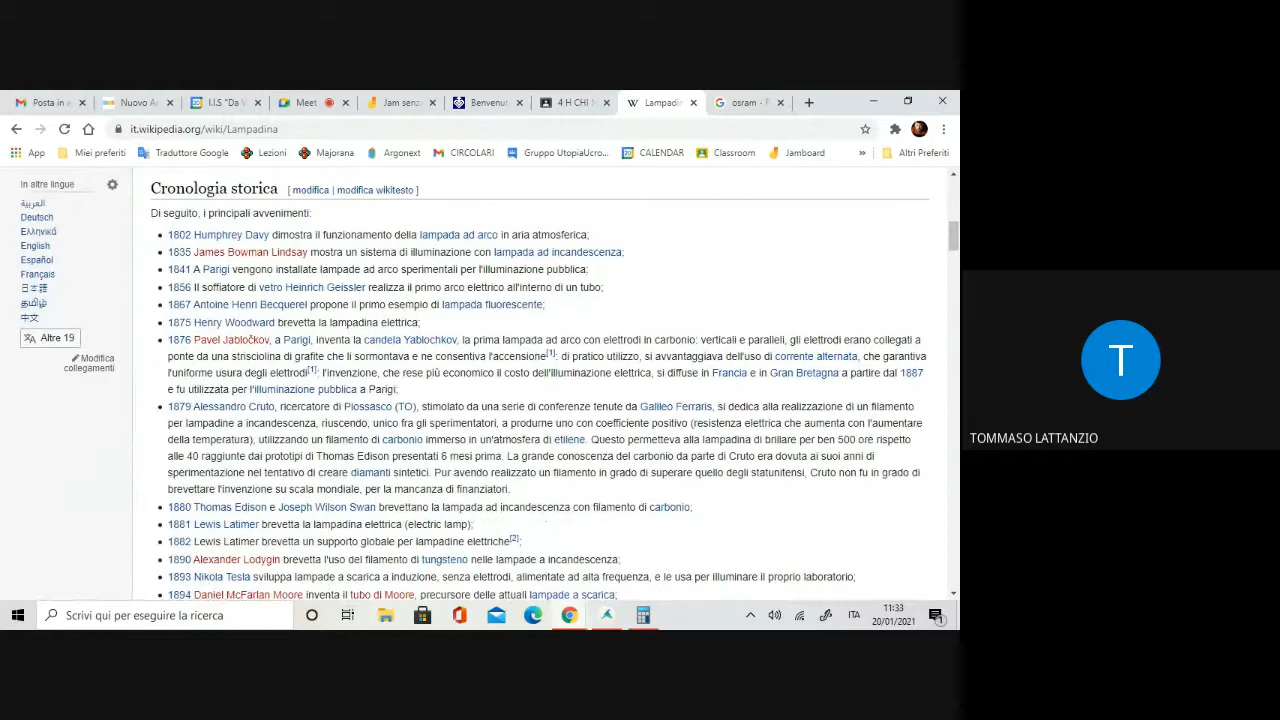 Posta in a
Nuovo Ar
I.I.S "Da V
Meet
Jam senz
Benvenut
4 H CHI M
Lampadin
osram - F
it.wikipedia.org/wiki/Lampadina
App
Miei preferiti
Traduttore Google
Lezioni
Majorana
Argonext
CIRCOLARI
Gruppo UtopiaUcro...
CALENDAR
Classroom
Jamboard
»
Altri Preferiti
In altre lingue
العربية
Deutsch
Ελληνικά
English
Español
Français
日本語
தமிழ்
中文
Altre 19
Modifica
collegamenti
Cronologia storica [ modifica | modifica wikitesto ]
Di seguito, i principali avvenimenti:
1802 Humphrey Davy dimostra il funzionamento della lampada ad arco in aria atmosferica;
1835 James Bowman Lindsay mostra un sistema di illuminazione con lampada ad incandescenza;
1841 A Parigi vengono installate lampade ad arco sperimentali per l'illuminazione pubblica;
1856 Il soffiatore di vetro Heinrich Geissler realizza il primo arco elettrico all'interno di un tubo;
1867 Antoine Henri Becquerel propone il primo esempio di lampada fluorescente;
1875 Henry Woodward brevetta la lampadina elettrica;
1876 Pavel Jabločkov, a Parigi, inventa la candela Yablochkov, la prima lampada ad arco con elettrodi in carbonio: verticali e paralleli, gli elettrodi erano collegati a
ponte da una strisciolina di grafite che li sormontava e ne consentiva l'accensione[1]: di pratico utilizzo, si avvantaggiava dell'uso di corrente alternata, che garantiva
l'uniforme usura degli elettrodi[1]: l'invenzione, che rese più economico il costo dell'illuminazione elettrica, si diffuse in Francia e in Gran Bretagna a partire dal 1887
e fu utilizzata per l'illuminazione pubblica a Parigi;
1879 Alessandro Cruto, ricercatore di Piossasco (TO), stimolato da una serie di conferenze tenute da Galileo Ferraris, si dedica alla realizzazione di un filamento
per lampadine a incandescenza, riuscendo, unico fra gli sperimentatori, a produrne uno con coefficiente positivo (resistenza elettrica che aumenta con l'aumentare
della temperatura), utilizzando un filamento di carbonio immerso in un'atmosfera di etilene. Questo permetteva alla lampadina di brillare per ben 500 ore rispetto
alle 40 raggiunte dai prototipi di Thomas Edison presentati 6 mesi prima. La grande conoscenza del carbonio da parte di Cruto era dovuta ai suoi anni di
sperimentazione nel tentativo di creare diamanti sintetici. Pur avendo realizzato un filamento in grado di superare quello degli statunitensi, Cruto non fu in grado di
brevettare l'invenzione su scala mondiale, per la mancanza di finanziatori.
1880 Thomas Edison e Joseph Wilson Swan brevettano la lampada ad incandescenza con filamento di carbonio;
1881 Lewis Latimer brevetta la lampadina elettrica (electric lamp);
1882 Lewis Latimer brevetta un supporto globale per lampadine elettriche[2];
1890 Alexander Lodygin brevetta l'uso del filamento di tungsteno nelle lampade a incandescenza;
1893 Nikola Tesla sviluppa lampade a scarica a induzione, senza elettrodi, alimentate ad alta frequenza, e le usa per illuminare il proprio laboratorio;
1894 Daniel McFarlan Moore inventa il tubo di Moore, precursore delle attuali lampade a scarica;
Scrivi qui per eseguire la ricerca
ITA
11:33
20/01/2021
1
T
TOMMASO LATTANZIO